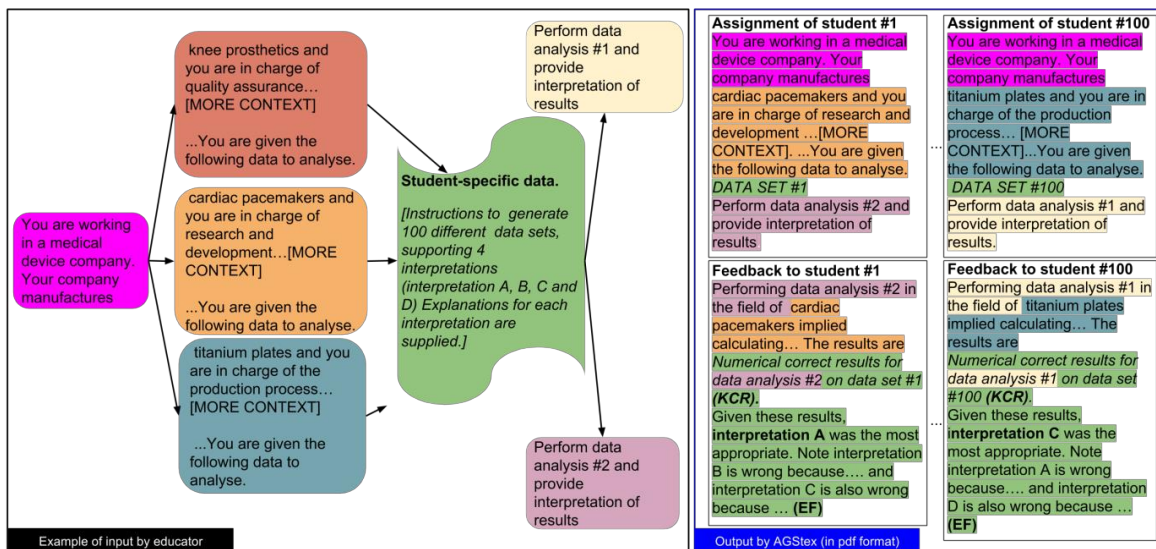 You are working
in a medical
device company.
Your company
manufactures
knee prosthetics and
you are in charge of
quality assurance…
[MORE CONTEXT]
...You are given the
following data to analyse.
cardiac pacemakers and
you are in charge of
research and
development…[MORE
CONTEXT]
...You are given the
following data to analyse.
titanium plates and you
are in charge of the
production process…
[MORE CONTEXT]
...You are given the
following data to
analyse.
Student-specific data.
[Instructions to generate
100 different data sets,
supporting 4
interpretations
(interpretation A, B, C and
D) Explanations for each
interpretation are
supplied.]
Perform data
analysis #1 and
provide
interpretation of
results
Perform data
analysis #2 and
provide
interpretation of
results
Example of input by educator
Assignment of student #1
You are working in a medical
device company. Your
company manufactures
cardiac pacemakers and you
are in charge of research and
development …[MORE
CONTEXT]. ...You are given
the following data to analyse.
DATA SET #1
Perform data analysis #2 and
provide interpretation of
results
...
Assignment of student #100
You are working in a medical
device company. Your
company manufactures
titanium plates and you are in
charge of the production
process… [MORE
CONTEXT]...You are given
the following data to analyse.
DATA SET #100
Perform data analysis #1 and
provide interpretation of
results.
Feedback to student #1
Performing data analysis #2 in
the field of cardiac
pacemakers implied
calculating… The results are
Numerical correct results for
data analysis #2 on data set #1
(KCR).
Given these results,
interpretation A was the most
appropriate. Note interpretation
B is wrong because…. and
interpretation C is also wrong
because … (EF)
...
Feedback to student #100
Performing data analysis #1 in
the field of titanium plates
implied calculating… The
results are
Numerical correct results for
data analysis #1 on data set
#100 (KCR).
Given these results,
interpretation C was the
most appropriate. Note
interpretation A is wrong
because…. and interpretation
D is also wrong because …
(EF)
Output by AGStex (in pdf format)